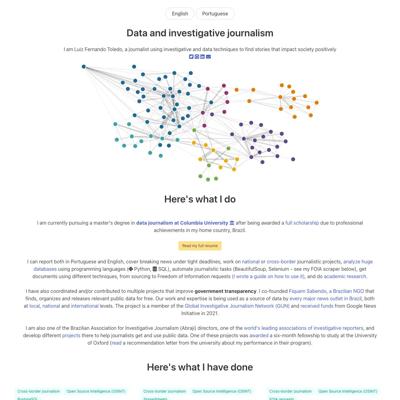 English Portuguese
Data and investigative journalism
I am Luiz Fernando Toledo, a journalist using investigative and data techniques to find stories that impact society positively
Here's what I do
I am currently pursuing a master's degree in data journalism at Columbia University 🏛 after being awarded a full scholarship due to professional
achievements in my home country, Brazil.
Read my full resume
I can report both in Portuguese and English, cover breaking news under tight deadlines, work on national or cross-border journalistic projects, analyze huge
databases using programming languages (Python, SQL), automate journalistic tasks (BeautifulSoup, Selenium - see my FOIA scraper below), get
documents using different techniques, from sourcing to Freedom of Information requests (I wrote a guide on how to use it), and do academic research.
I have also coordinated and/or contributed to multiple projects that improve government transparency. I co-founded Fiquem Sabendo, a Brazilian NGO that
finds, organizes and releases relevant public data for free. Our work and expertise is being used as a source of data by every major news outlet in Brazil, both
at local, national and international levels. The project is a member of the Global Investigative Journalism Network (GIJN) and received funds from Google News
Initiative in 2021.
I am also one of the Brazilian Association for Investigative Journalism (Abraji) directors, one of the world's leading associations of investigative reporters, and
develop different projects there to help journalists get and use public data. One of these projects was awarded a six-month fellowship to study at the University
of Oxford (read a recommendation letter from the university about my performance in their program).
Here's what I have done
Cross-border journalism Open Source Intelligence (OSINT) Cross-border journalism Open Source Intelligence (OSINT) Cross-border journalism Open Source Intelligence (OSINT)